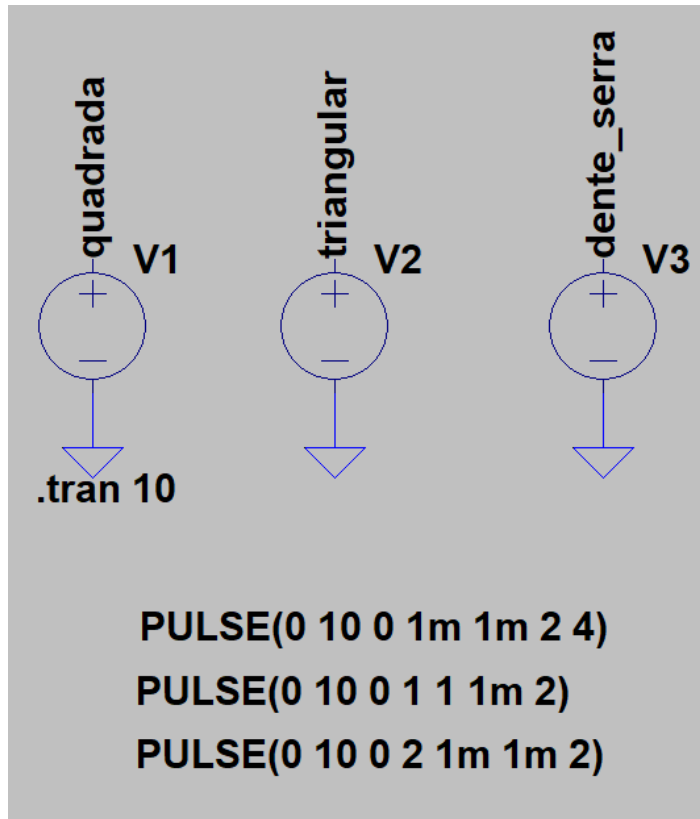 quadrada
triangular
dente_serra
V1
V2
V3
.tran 10
PULSE(0 10 0 1m 1m 2 4)
PULSE(0 10 0 1 1 1m 2)
PULSE(0 10 0 2 1m 1m 2)